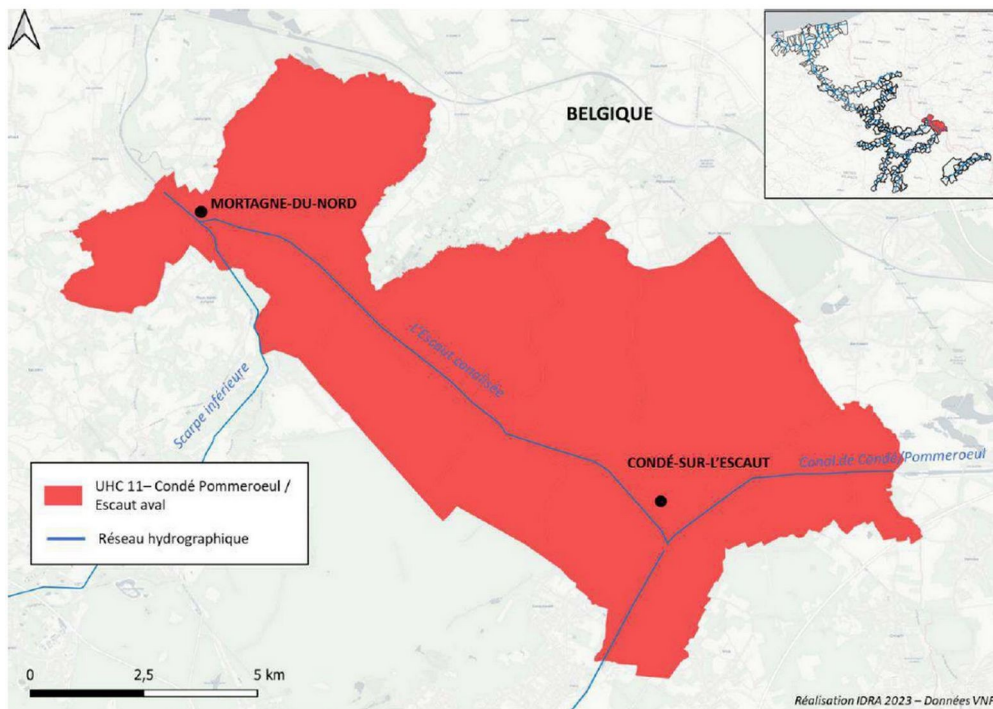 BELGIQUE
MORTAGNE-DU-NORD
L'Escaut canalisée
Scarpe inférieure
CONDÉ-SUR-L'ESCAUT
Canal de Condé/Pommeroeul
UHC 11– Condé Pommeroeul /
Escaut aval
Réseau hydrographique
0 2,5 5 km
Réalisation IDRA 2023 – Données VNF